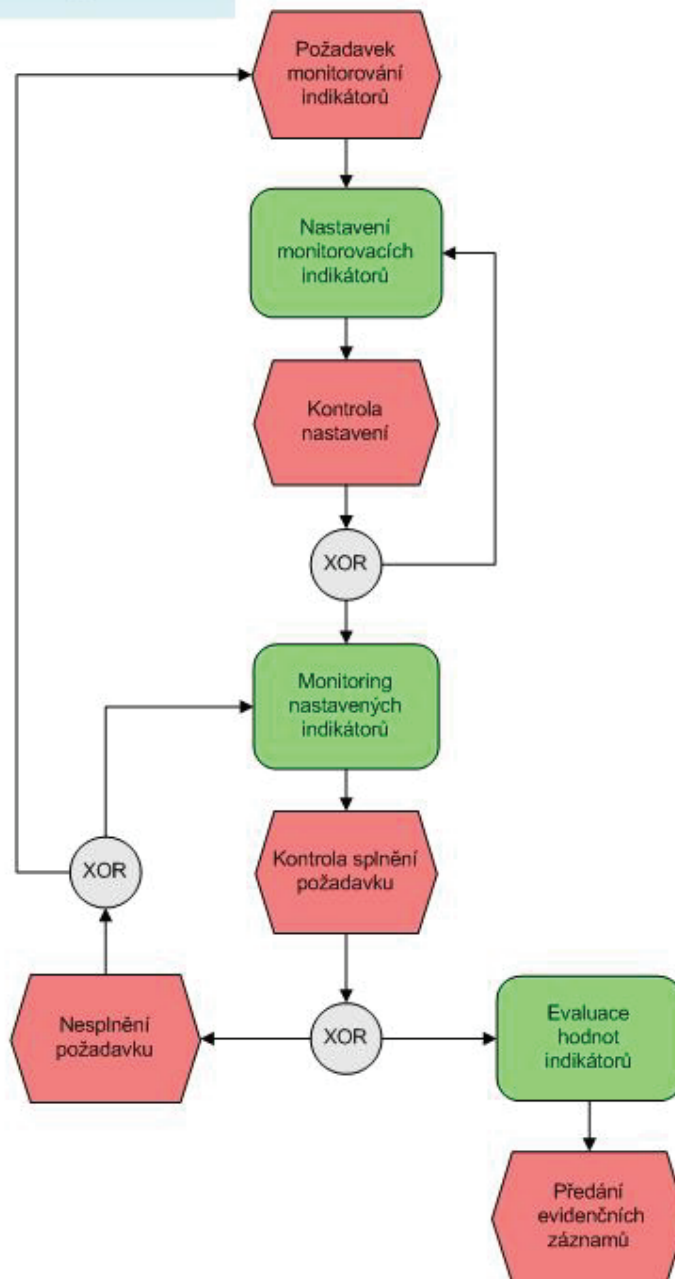 Požadavek
monitorování
indikátorů
Nastavení
monitorovacích
indikátorů
Kontrola
nastavení
XOR
Monitoring
nastavených
indikátorů
Kontrola splnění
požadavku
XOR
Nesplnění
požadavku
XOR
Evaluace
hodnot
indikátorů
Předání
evidenčních
záznamů